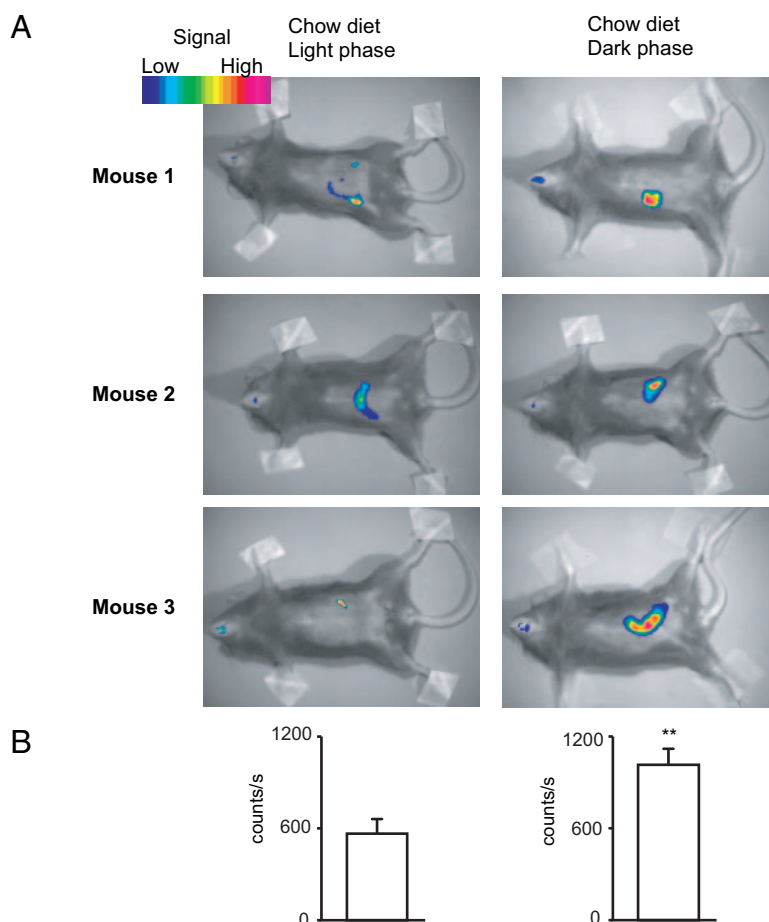 A
Signal
Low High
Chow diet
Light phase
Chow diet
Dark phase
Mouse 1
Mouse 2
Mouse 3
B
1200
600
0
counts/s
1200
600
0
counts/s
**